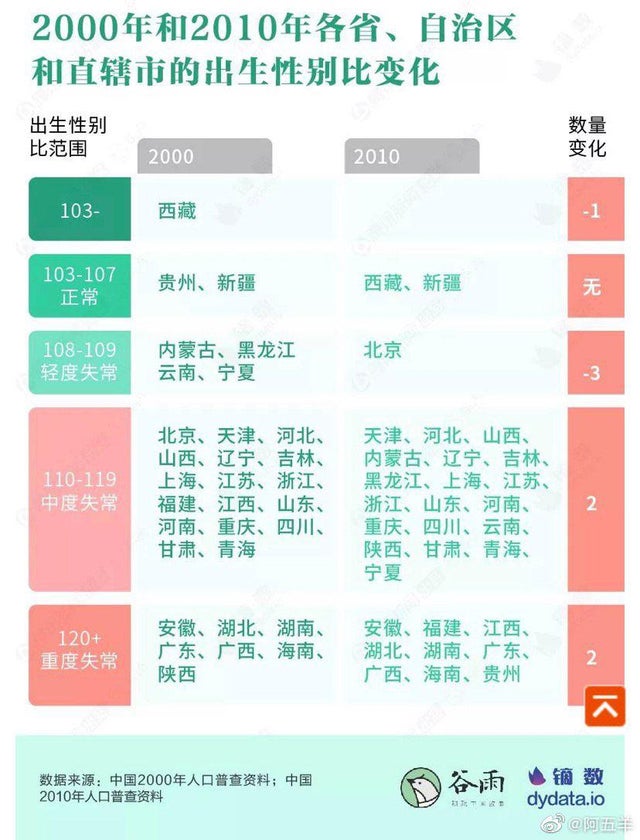 2000年和2010年各省、自治区
和直辖市的出生性别比变化
出生性别
比范围
2000
2010
数量
变化
103-
西藏
-1
103-107
正常
贵州、新疆
西藏、新疆
无
108-109
轻度失常
内蒙古、黑龙江
云南、宁夏
北京
-3
110-119
中度失常
北京、天津、河北、
山西、辽宁、吉林、
上海、江苏、浙江、
福建、江西、山东、
河南、重庆、四川、
甘肃、青海
天津、河北、山西、
内蒙古、辽宁、吉林、
黑龙江、上海、江苏、
浙江、山东、河南、
重庆、四川、云南、
陕西、甘肃、青海、
宁夏
2
120+
重度失常
安徽、湖北、湖南、
广东、广西、海南、
陕西
安徽、福建、江西、
湖北、湖南、广东、
广西、海南、贵州
2
数据来源：中国2000年人口普查资料；中国
2010年人口普查资料
谷雨
镝数
dydata.io
@阿五羊